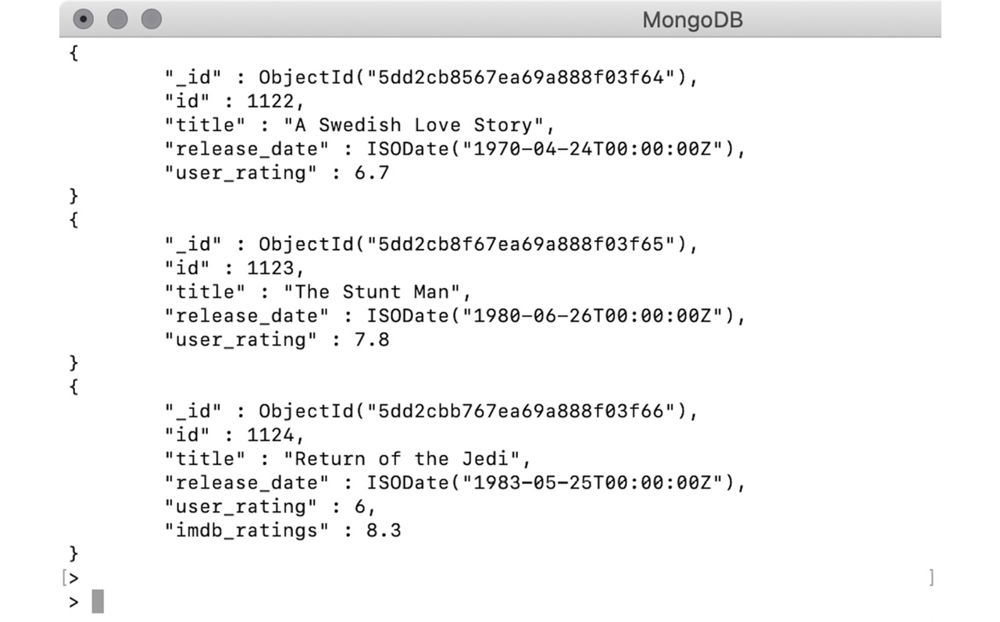 MongoDB
{
"_id" : ObjectId("5dd2cb8567ea69a888f03f64"),
"id" : 1122,
"title" : "A Swedish Love Story",
"release_date" : ISODate("1970-04-24T00:00:00Z"),
"user_rating" : 6.7
}
{
"_id" : ObjectId("5dd2cb8f67ea69a888f03f65"),
"id" : 1123,
"title" : "The Stunt Man",
"release_date" : ISODate("1980-06-26T00:00:00Z"),
"user_rating" : 7.8
}
{
"_id" : ObjectId("5dd2cbb767ea69a888f03f66"),
"id" : 1124,
"title" : "Return of the Jedi",
"release_date" : ISODate("1983-05-25T00:00:00Z"),
"user_rating" : 6,
"imdb_ratings" : 8.3
}
[> ]
>